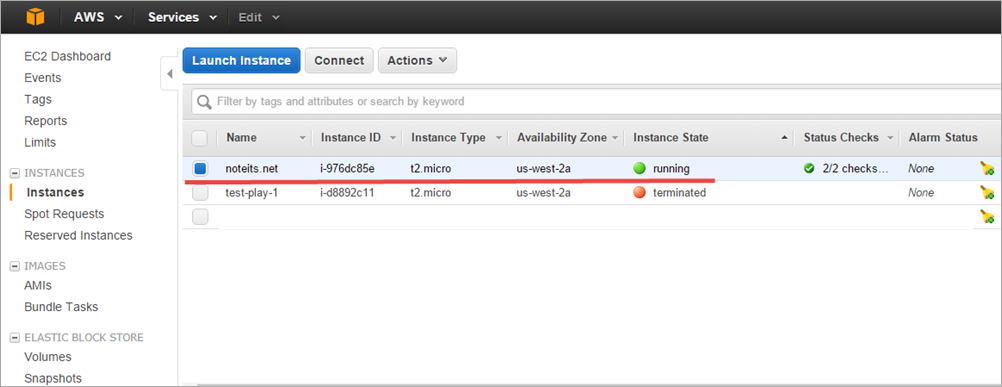 AWS Services Edit
EC2 Dashboard
Events
Tags
Reports
Limits
INSTANCES
Instances
Spot Requests
Reserved Instances
IMAGES
AMIs
Bundle Tasks
ELASTIC BLOCK STORE
Volumes
Snapshots
Launch Instance Connect Actions
Filter by tags and attributes or search by keyword
Name Instance ID Instance Type Availability Zone Instance State Status Checks Alarm Status
noteits.net i-976dc85e t2.micro us-west-2a running 2/2 checks... None
test-play-1 i-d8892c11 t2.micro us-west-2a terminated None